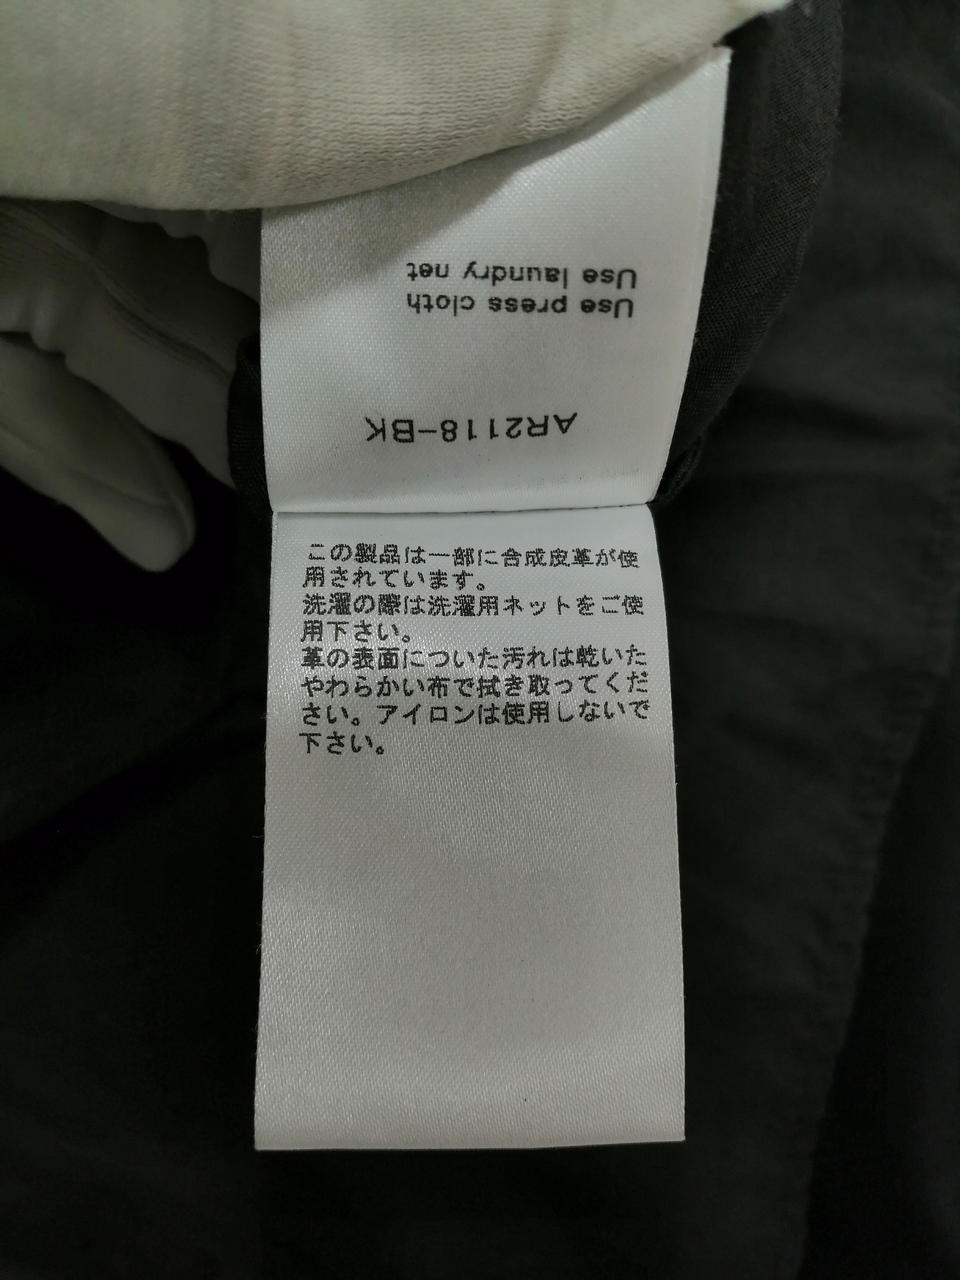 Use laundry net
Use press cloth
AR2118-BK
この製品は一部に合成皮革が使
用されています。
洗濯の際は洗濯用ネットをご使
用下さい。
革の表面についた汚れは乾いた
やわらかい布で拭き取ってくだ
さい。アイロンは使用しないで
下さい。